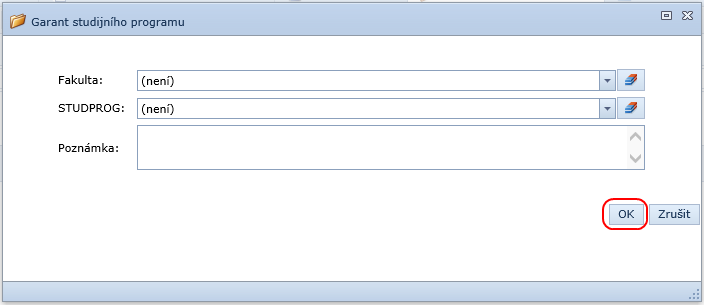 Garant studijního programu
Fakulta: (není)
STUDPROG: (není)
Poznámka:
OK Zrušit